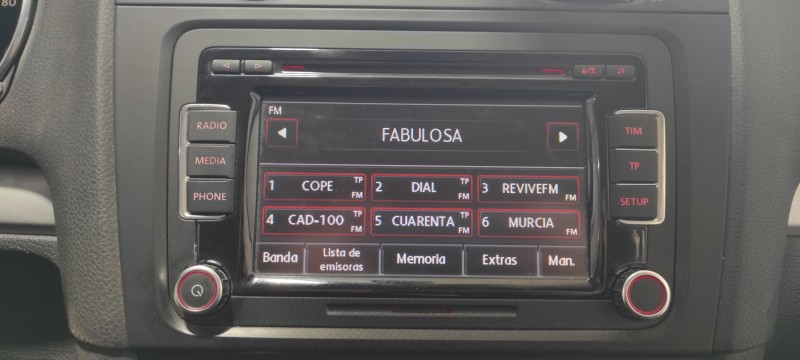 80
FM
FABULOSA
RADIO
MEDIA
PHONE
TIM
TP
SETUP
1 COPE TP FM
2 DIAL TP FM
3 REVIVEFM FM
4 CAD-100 TP FM
5 CUARENTA TP FM
6 MURCIA FM
Banda
Lista de
emisoras
Memoria
Extras
Man.